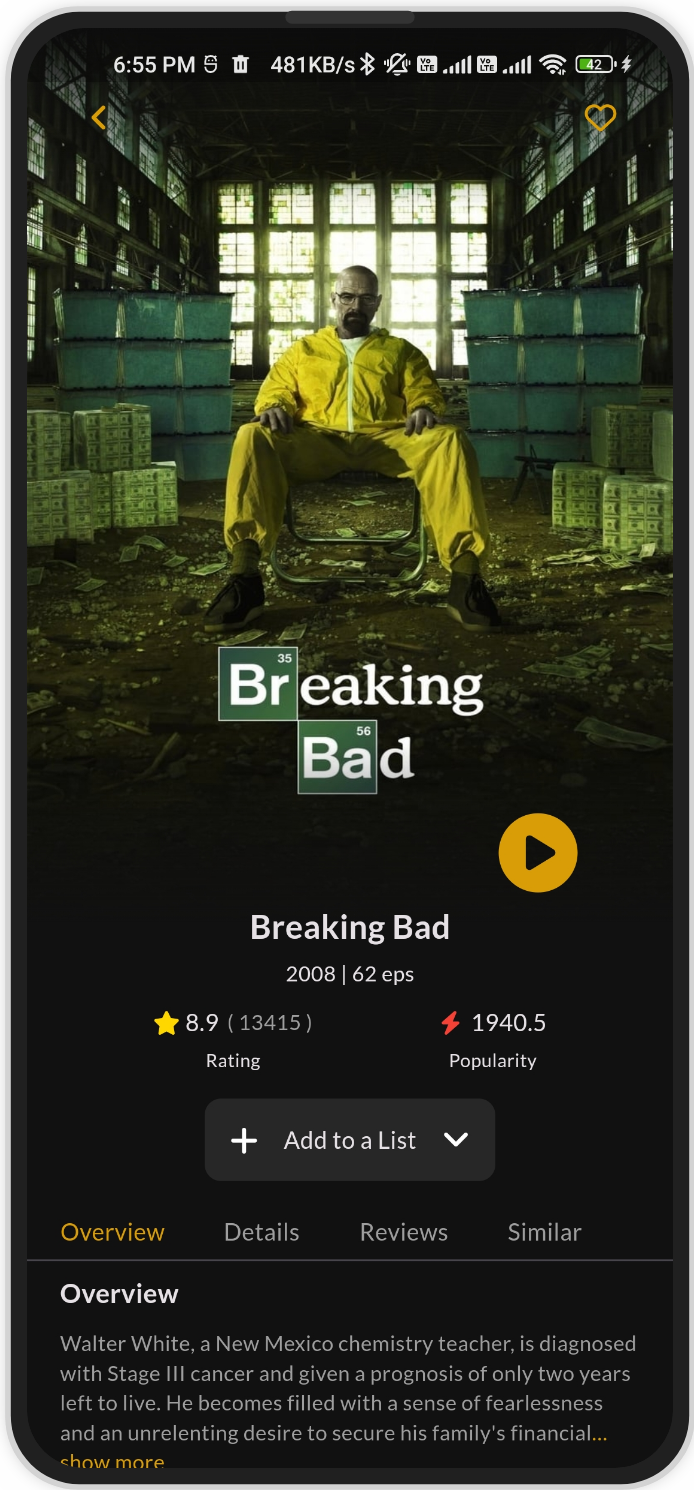 6:55 PM 481KB/s Vo LTE Vo LTE 42
35
Breaking
56
Bad
Breaking Bad
2008 | 62 eps
8.9 ( 13415 ) 1940.5
Rating Popularity
Add to a List
Overview Details Reviews Similar
Overview
Walter White, a New Mexico chemistry teacher, is diagnosed
with Stage III cancer and given a prognosis of only two years
left to live. He becomes filled with a sense of fearlessness
and an unrelenting desire to secure his family's financial...
show more